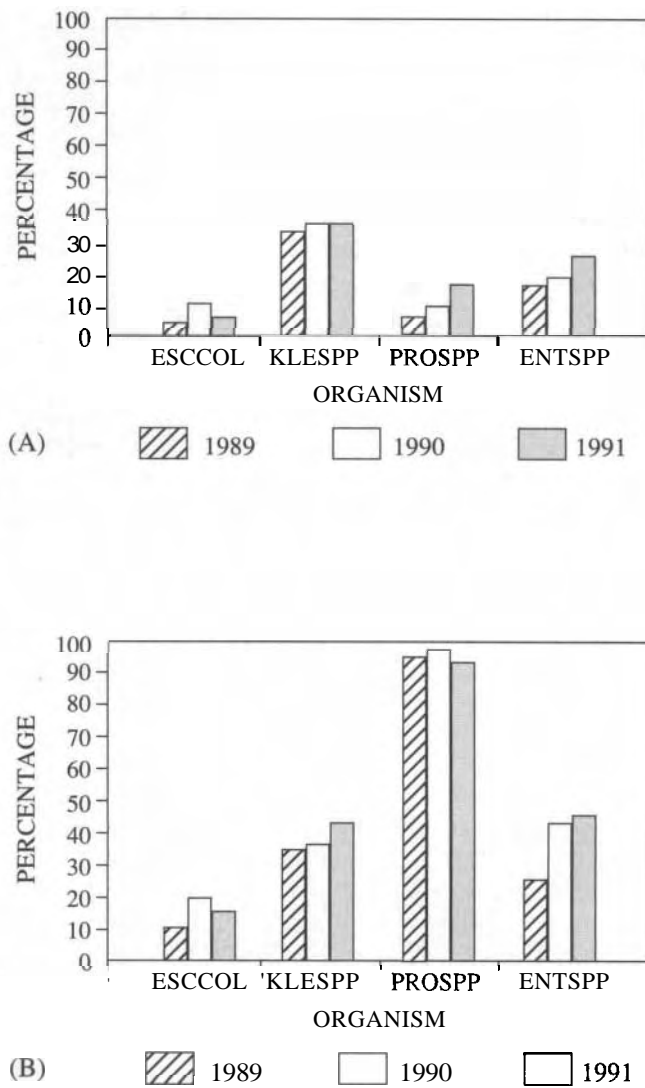 100
90
80
70
60
50
40
30
20
10
0
PERCENTAGE
ESCCOL KLESPP PROSPP ENTSPP
ORGANISM
(A) 1989 1990 1991
100
90
80
70
60
50
40
30
20
10
0
PERCENTAGE
ESCCOL 'KLESPP PROSPP ENTSPP
ORGANISM
(B) 1989 1990 1991